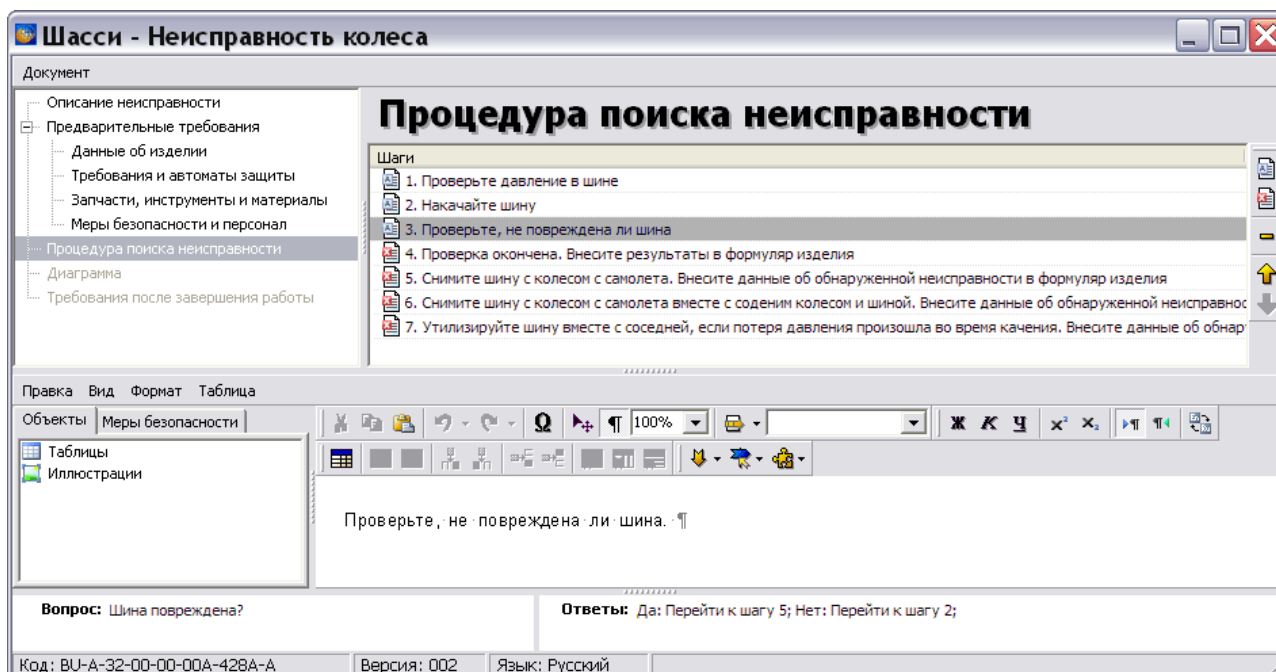 Шасси - Неисправность колеса
Документ
Описание неисправности
Предварительные требования
Данные об изделии
Требования и автоматы защиты
Запчасти, инструменты и материалы
Меры безопасности и персонал
Процедура поиска неисправности
Диаграмма
Требования после завершения работы
Процедура поиска неисправности
Шаги
1. Проверьте давление в шине
2. Накачайте шину
3. Проверьте, не повреждена ли шина
4. Проверка окончена. Внесите результаты в формуляр изделия
5. Снимите шину с колесом с самолета. Внесите данные об обнаруженной неисправности в формуляр изделия
6. Снимите шину с колесом с самолета вместе с соденим колесом и шиной. Внесите данные об обнаруженной неисправнос
7. Утилизируйте шину вместе с соседней, если потеря давления произошла во время качения. Внесите данные об обнар
Правка Вид Формат Таблица
Объекты Меры безопасности
Таблицы
Иллюстрации
100%
Ж К Ч x² x₂
Проверьте, не повреждена ли шина. ¶
Вопрос: Шина повреждена?
Ответы: Да: Перейти к шагу 5; Нет: Перейти к шагу 2;
Код: BU-A-32-00-00-00A-428A-A
Версия: 002
Язык: Русский